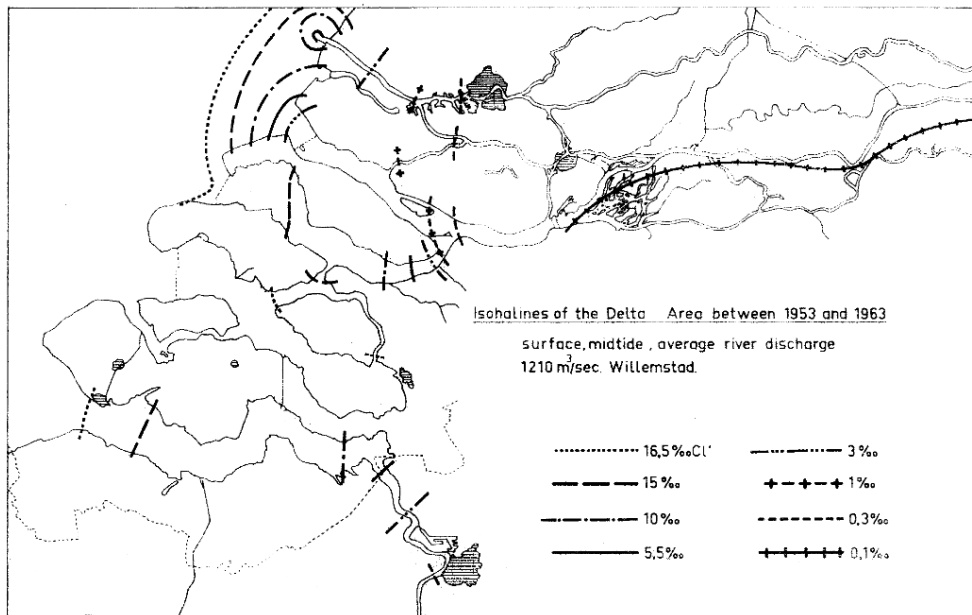 Isohalines of the Delta Area between 1953 and 1963
surface, midtide, average river discharge
1210 m³/sec. Willemstad.
16,5‰Cl'
15‰
10‰
5,5‰
3‰
1‰
0,3‰
0,1‰